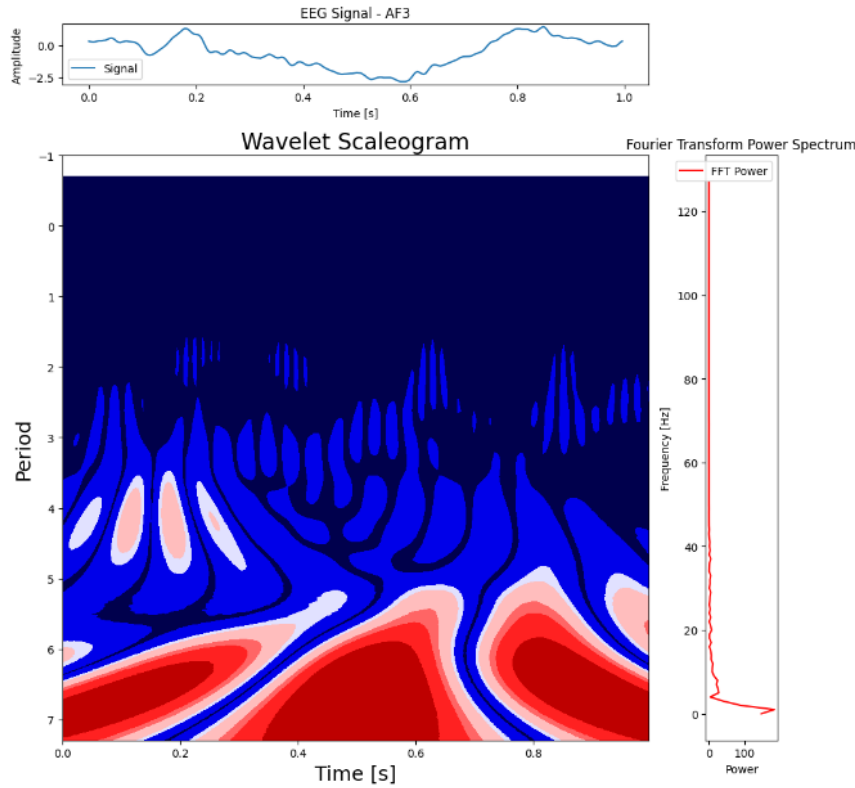 EEG Signal - AF3
Amplitude
0.0
-2.5
Signal
0.0 0.2 0.4 0.6 0.8 1.0
Time [s]
Wavelet Scaleogram
Period
−1
0
1
2
3
4
5
6
7
0.0 0.2 0.4 0.6 0.8
Time [s]
Fourier Transform Power Spectrum
FFT Power
Frequency [Hz]
120
100
80
60
40
20
0
0 100
Power